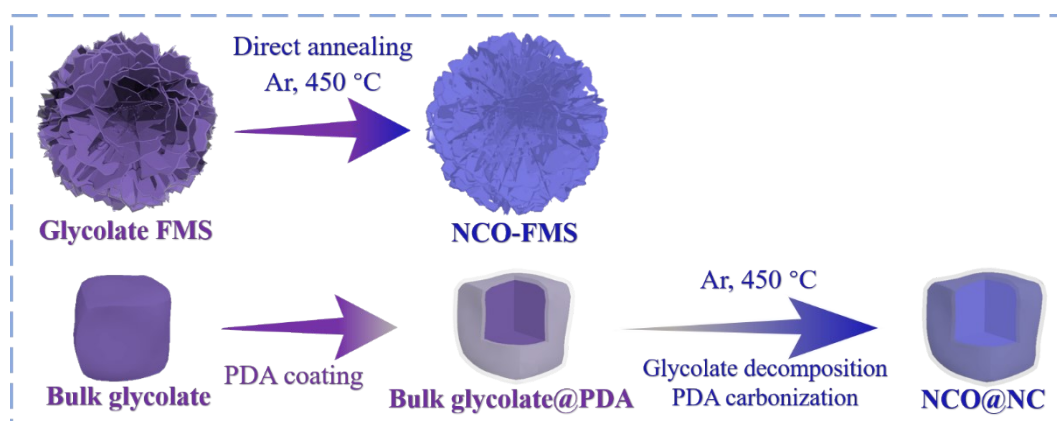 Direct annealing
Ar, 450 °C
Glycolate FMS
NCO-FMS
Ar, 450 °C
PDA coating
Glycolate decomposition
PDA carbonization
Bulk glycolate
Bulk glycolate@PDA
NCO@NC